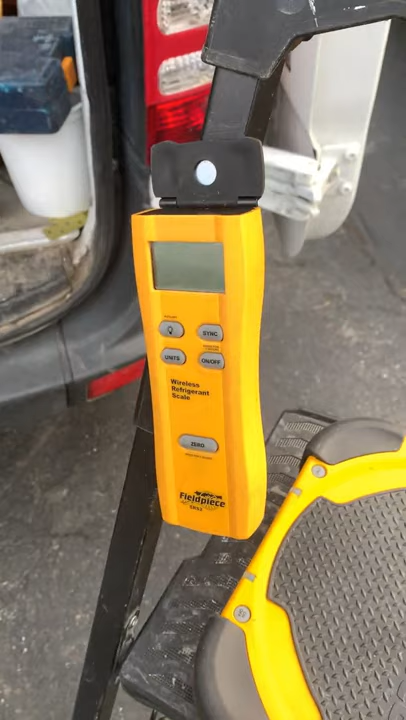 SYNC
UNITS
ON/OFF
Wireless
Refrigerant
Scale
ZERO
Fieldpiece